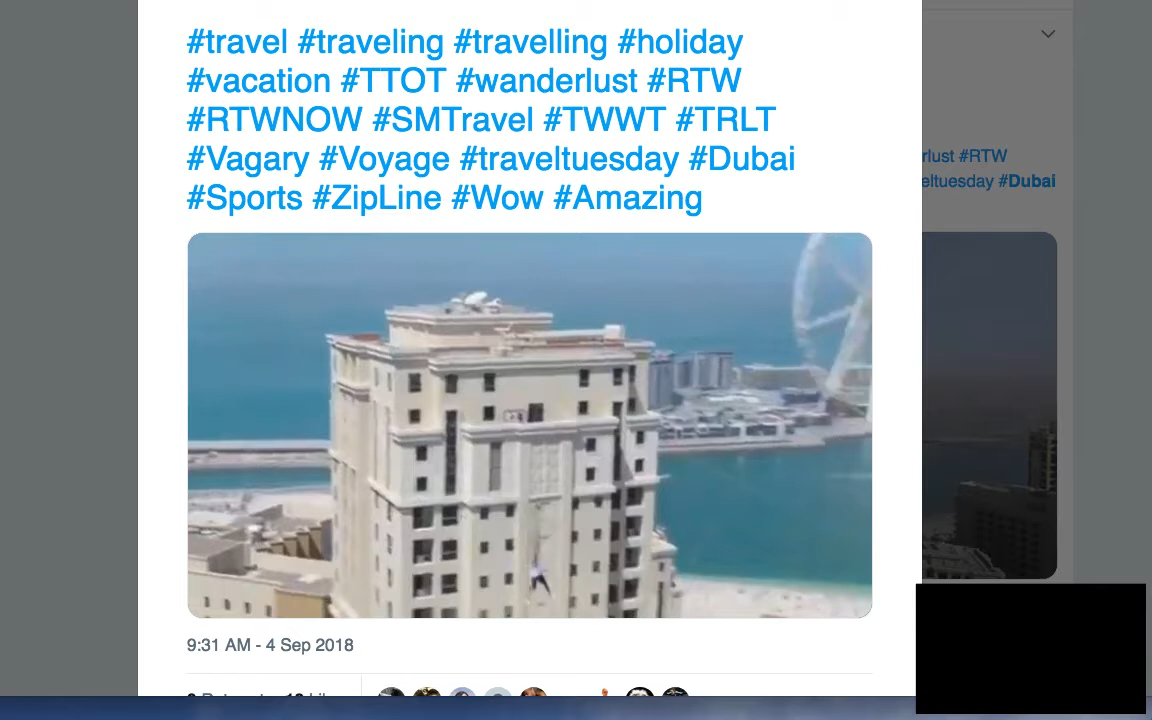 #travel #traveling #travelling #holiday
#vacation #TTOT #wanderlust #RTW
#RTWNOW #SMTravel #TWWT #TRLT
#Vagary #Voyage #traveltuesday #Dubai
#Sports #ZipLine #Wow #Amazing
rlust #RTW
eltuesday #Dubai
9:31 AM - 4 Sep 2018